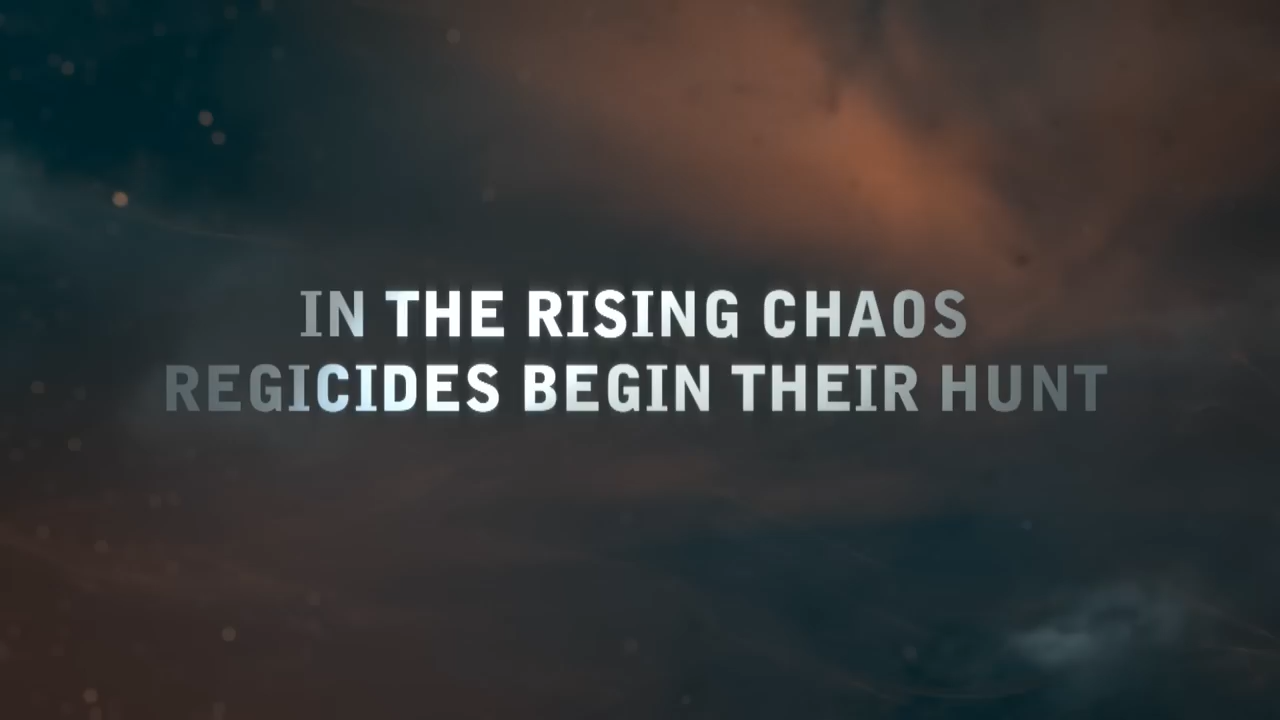 IN THE RISING CHAOS
REGICIDES BEGIN THEIR HUNT